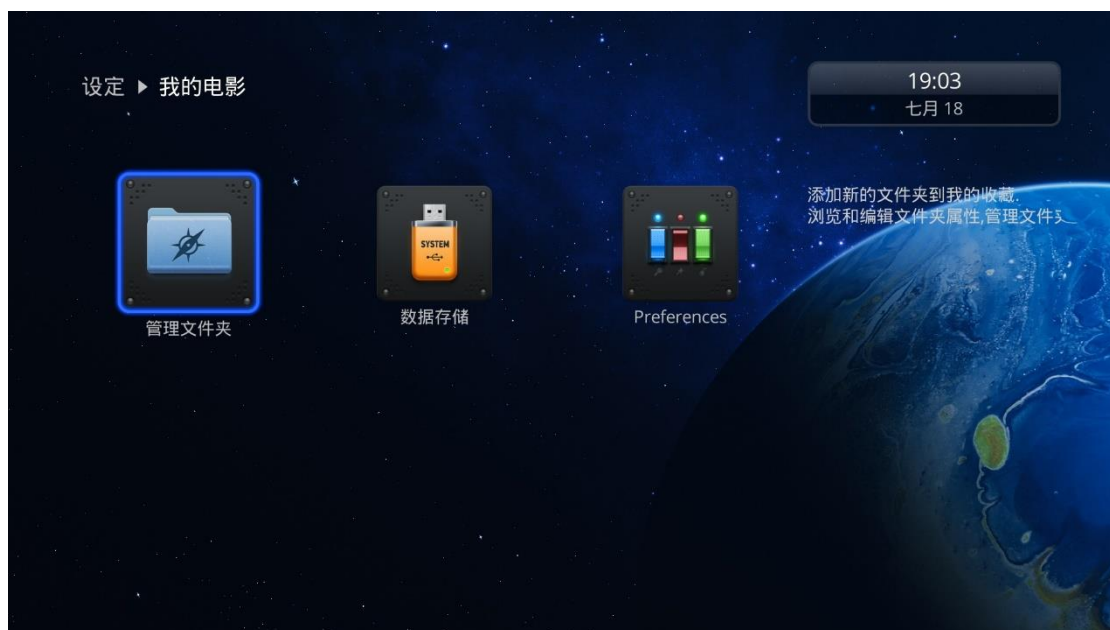 设定 ▶ 我的电影
19:03
七月 18
添加新的文件夹到我的收藏.
浏览和编辑文件夹属性,管理文件
SYSTEM
管理文件夹
数据存储
Preferences